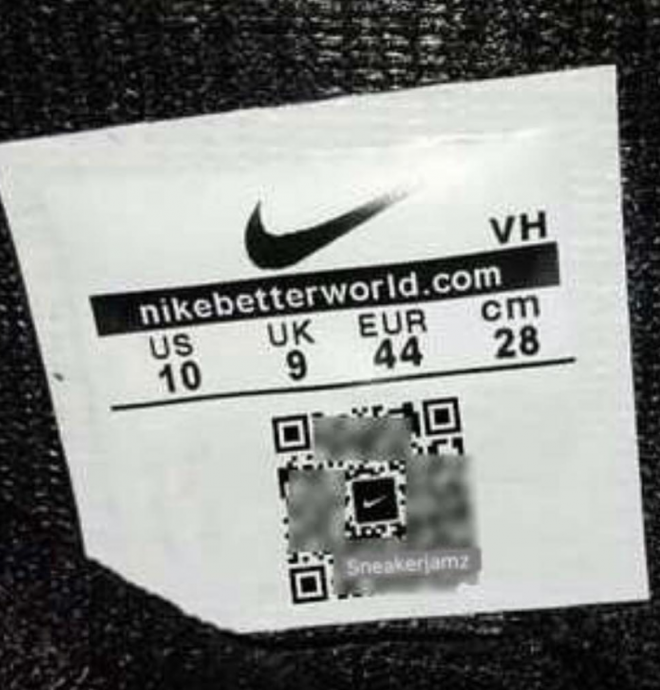 VH
nikebetterworld.com
US UK EUR cm
10 9 44 28
Sneakerjamz